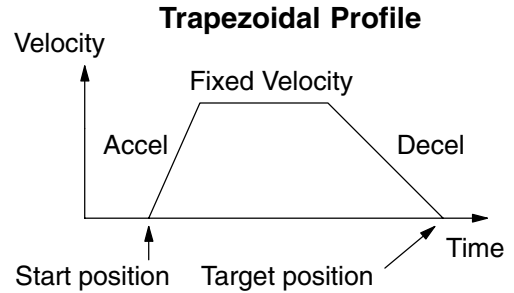 Trapezoidal Profile
Velocity
Fixed Velocity
Accel
Decel
Time
Start position
Target position